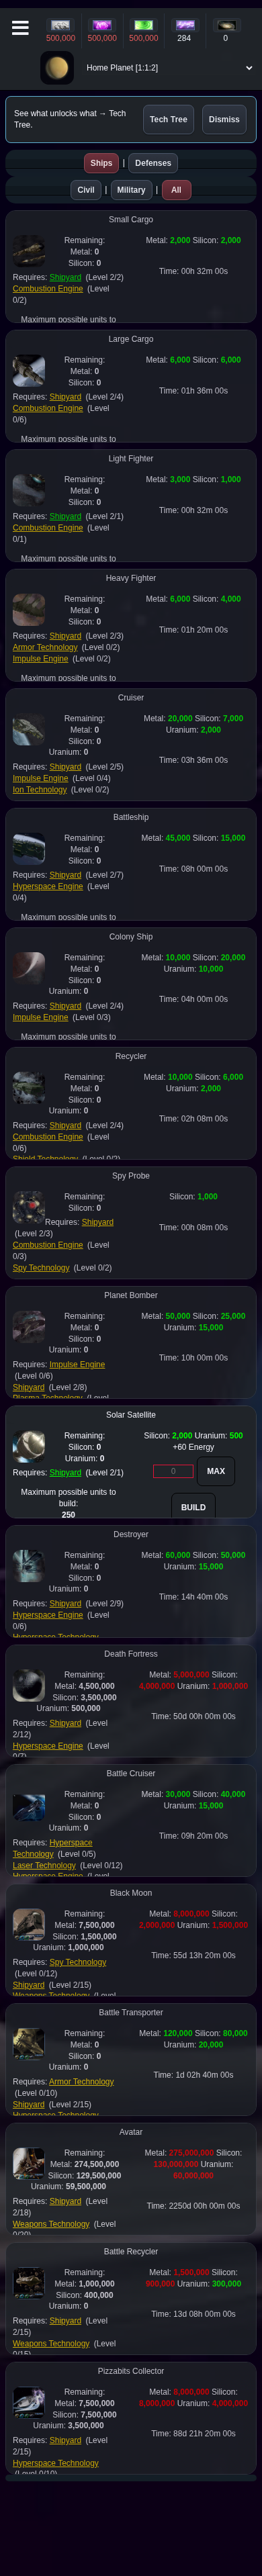 500,000 500,000 500,000 284 0
Home Planet [1:1:2]
See what unlocks what → Tech Tree.
Tech Tree Dismiss
Ships | Defenses
Civil | Military | All
Small Cargo
Remaining:
Metal: 0
Silicon: 0
Metal: 2,000 Silicon: 2,000
Time: 00h 32m 00s
Requires: Shipyard (Level 2/2)
Combustion Engine (Level
0/2)
Maximum possible units to
Large Cargo
Remaining:
Metal: 0
Silicon: 0
Metal: 6,000 Silicon: 6,000
Time: 01h 36m 00s
Requires: Shipyard (Level 2/4)
Combustion Engine (Level
0/6)
Maximum possible units to
Light Fighter
Remaining:
Metal: 0
Silicon: 0
Metal: 3,000 Silicon: 1,000
Time: 00h 32m 00s
Requires: Shipyard (Level 2/1)
Combustion Engine (Level
0/1)
Maximum possible units to
Heavy Fighter
Remaining:
Metal: 0
Silicon: 0
Metal: 6,000 Silicon: 4,000
Time: 01h 20m 00s
Requires: Shipyard (Level 2/3)
Armor Technology (Level 0/2)
Impulse Engine (Level 0/2)
Maximum possible units to
Cruiser
Remaining:
Metal: 0
Silicon: 0
Uranium: 0
Metal: 20,000 Silicon: 7,000
Uranium: 2,000
Time: 03h 36m 00s
Requires: Shipyard (Level 2/5)
Impulse Engine (Level 0/4)
Ion Technology (Level 0/2)
Battleship
Remaining:
Metal: 0
Silicon: 0
Metal: 45,000 Silicon: 15,000
Time: 08h 00m 00s
Requires: Shipyard (Level 2/7)
Hyperspace Engine (Level
0/4)
Maximum possible units to
Colony Ship
Remaining:
Metal: 0
Silicon: 0
Uranium: 0
Metal: 10,000 Silicon: 20,000
Uranium: 10,000
Time: 04h 00m 00s
Requires: Shipyard (Level 2/4)
Impulse Engine (Level 0/3)
Maximum possible units to
Recycler
Remaining:
Metal: 0
Silicon: 0
Uranium: 0
Metal: 10,000 Silicon: 6,000
Uranium: 2,000
Time: 02h 08m 00s
Requires: Shipyard (Level 2/4)
Combustion Engine (Level
0/6)
Shield Technology (Level 0/2)
Spy Probe
Remaining:
Silicon: 0
Silicon: 1,000
Time: 00h 08m 00s
Requires: Shipyard
(Level 2/3)
Combustion Engine (Level
0/3)
Spy Technology (Level 0/2)
Planet Bomber
Remaining:
Metal: 0
Silicon: 0
Uranium: 0
Metal: 50,000 Silicon: 25,000
Uranium: 15,000
Time: 10h 00m 00s
Requires: Impulse Engine
(Level 0/6)
Shipyard (Level 2/8)
Plasma Technology (Level
Solar Satellite
Remaining:
Silicon: 0
Uranium: 0
Silicon: 2,000 Uranium: 500
+60 Energy
0 MAX
BUILD
Requires: Shipyard (Level 2/1)
Maximum possible units to
build:
250
Destroyer
Remaining:
Metal: 0
Silicon: 0
Uranium: 0
Metal: 60,000 Silicon: 50,000
Uranium: 15,000
Time: 14h 40m 00s
Requires: Shipyard (Level 2/9)
Hyperspace Engine (Level
0/6)
Hyperspace Technology
Death Fortress
Remaining:
Metal: 4,500,000
Silicon: 3,500,000
Uranium: 500,000
Metal: 5,000,000 Silicon:
4,000,000 Uranium: 1,000,000
Time: 50d 00h 00m 00s
Requires: Shipyard (Level
2/12)
Hyperspace Engine (Level
0/7)
Battle Cruiser
Remaining:
Metal: 0
Silicon: 0
Uranium: 0
Metal: 30,000 Silicon: 40,000
Uranium: 15,000
Time: 09h 20m 00s
Requires: Hyperspace
Technology (Level 0/5)
Laser Technology (Level 0/12)
Hyperspace Engine (Level
Black Moon
Remaining:
Metal: 7,500,000
Silicon: 1,500,000
Uranium: 1,000,000
Metal: 8,000,000 Silicon:
2,000,000 Uranium: 1,500,000
Time: 55d 13h 20m 00s
Requires: Spy Technology
(Level 0/12)
Shipyard (Level 2/15)
Weapons Technology (Level
Battle Transporter
Remaining:
Metal: 0
Silicon: 0
Uranium: 0
Metal: 120,000 Silicon: 80,000
Uranium: 20,000
Time: 1d 02h 40m 00s
Requires: Armor Technology
(Level 0/10)
Shipyard (Level 2/15)
Hyperspace Technology
Avatar
Remaining:
Metal: 274,500,000
Silicon: 129,500,000
Uranium: 59,500,000
Metal: 275,000,000 Silicon:
130,000,000 Uranium:
60,000,000
Time: 2250d 00h 00m 00s
Requires: Shipyard (Level
2/18)
Weapons Technology (Level
0/20)
Battle Recycler
Remaining:
Metal: 1,000,000
Silicon: 400,000
Uranium: 0
Metal: 1,500,000 Silicon:
900,000 Uranium: 300,000
Time: 13d 08h 00m 00s
Requires: Shipyard (Level
2/15)
Weapons Technology (Level
0/15)
Pizzabits Collector
Remaining:
Metal: 7,500,000
Silicon: 7,500,000
Uranium: 3,500,000
Metal: 8,000,000 Silicon:
8,000,000 Uranium: 4,000,000
Time: 88d 21h 20m 00s
Requires: Shipyard (Level
2/15)
Hyperspace Technology
(Level 0/10)